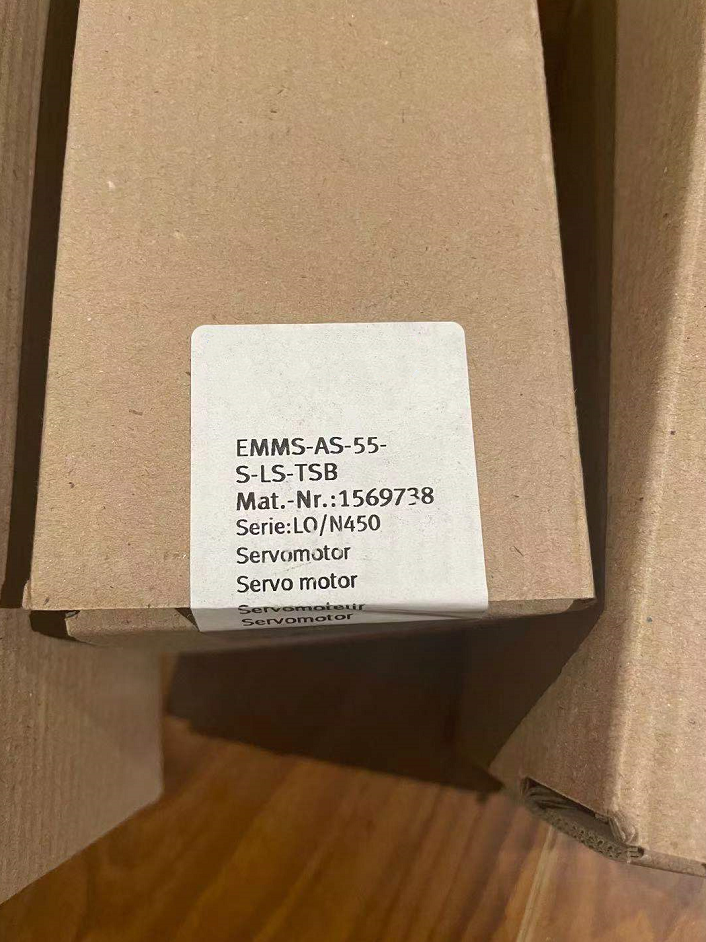 EMMS-AS-55-
S-LS-TSB
Mat.-Nr.:1569738
Serie:LO/N450
Servomotor
Servo motor
Servomoteur
Servomotor